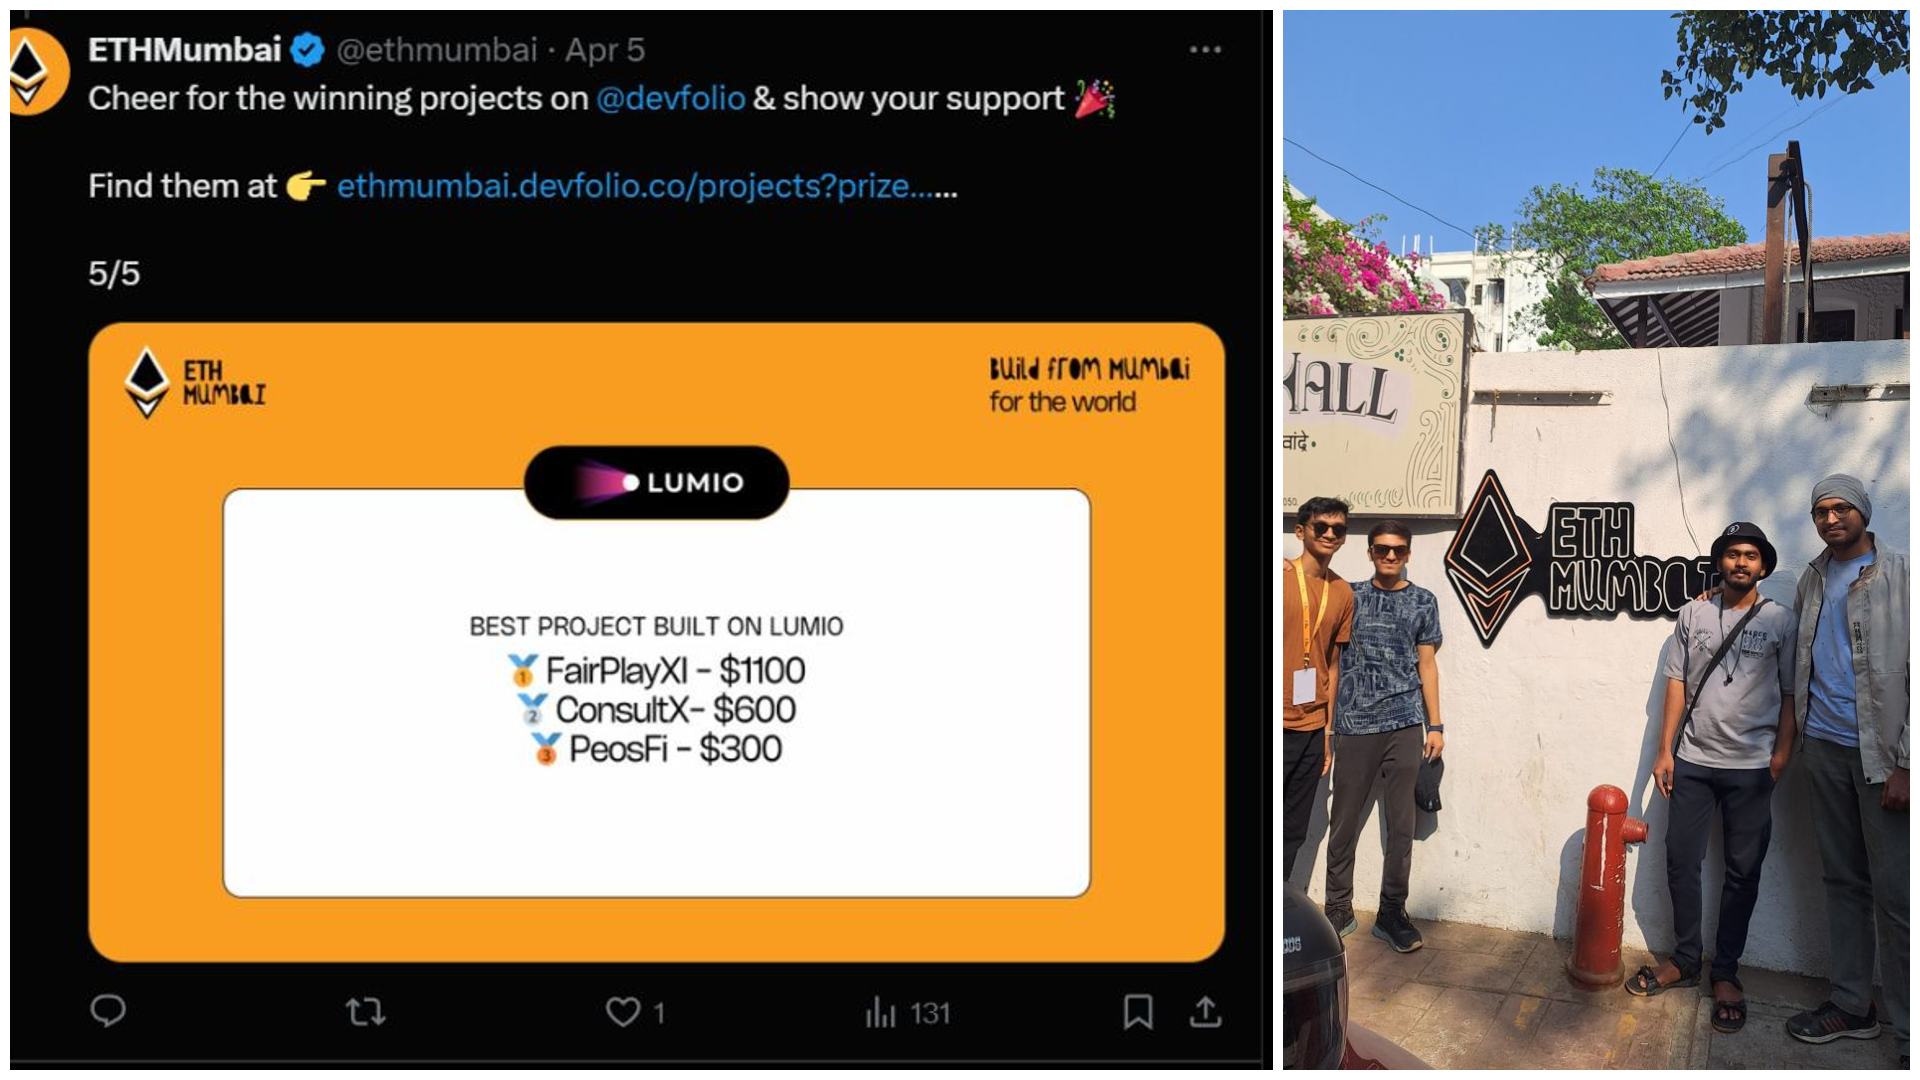 ETHMumbai @ethmumbai · Apr 5
Cheer for the winning projects on @devfolio & show your support 🎉
Find them at 👉 ethmumbai.devfolio.co/projects?prize......
5/5
ETH
MUMBAI
BUild from Mumbai
for the world
LUMIO
BEST PROJECT BUILT ON LUMIO
🥇 FairPlayXI – $1100
🥈 ConsultX– $600
🥉 PeosFi – $300
1
131
HALL
वांद्रे •
050.
ETH
MUMBAI